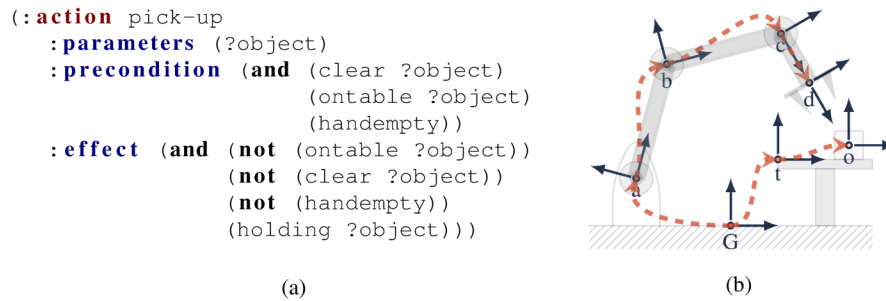 (:action pick-up
:parameters (?object)
:precondition (and (clear ?object)
(ontable ?object)
(handempty))
:effect (and (not (ontable ?object))
(not (clear ?object))
(not (handempty))
(holding ?object)))
(a)
c
b
d
o
t
a
G
(b)